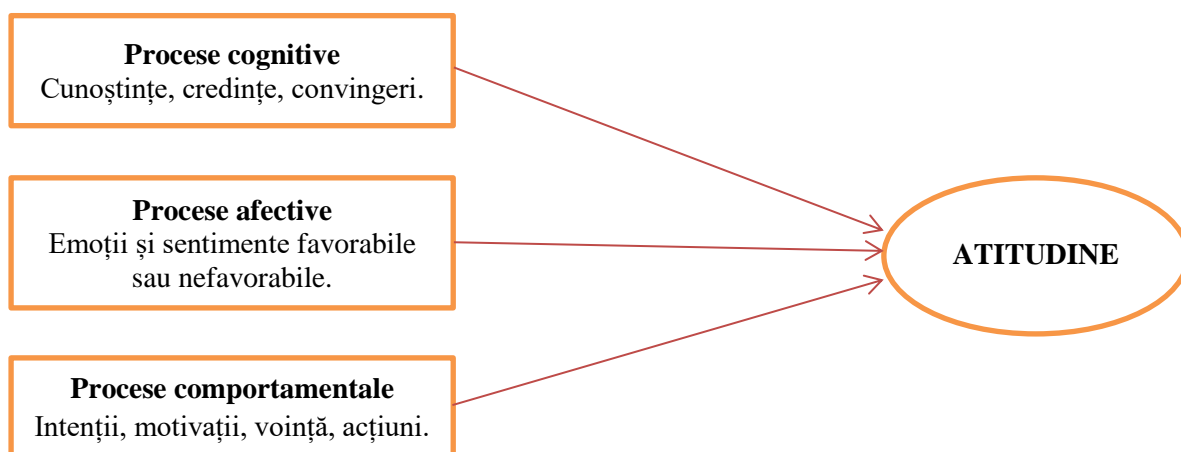 Procese cognitive
Cunoștințe, credințe, convingeri.
Procese afective
Emoții și sentimente favorabile
sau nefavorabile.
Procese comportamentale
Intenții, motivații, voință, acțiuni.
ATITUDINE